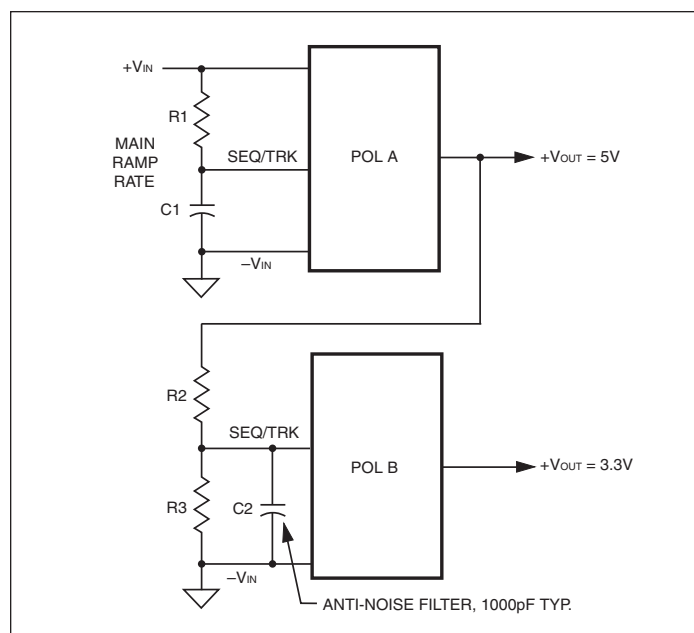 +VIN
R1
MAIN
RAMP
RATE
SEQ/TRK
POL A
+VOUT = 5V
C1
–VIN
R2
SEQ/TRK
POL B
+VOUT = 3.3V
R3
C2
–VIN
ANTI-NOISE FILTER, 1000pF TYP.